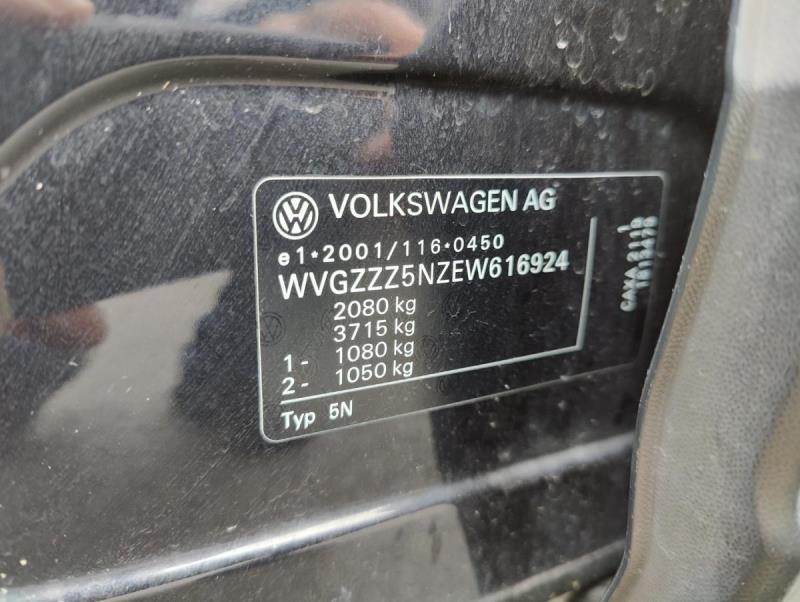 VOLKSWAGEN AG
e1*2001/116*0450
WVGZZZ5NZEW616924
2080 kg
3715 kg
1- 1080 kg
2- 1050 kg
Typ 5N
CAXA